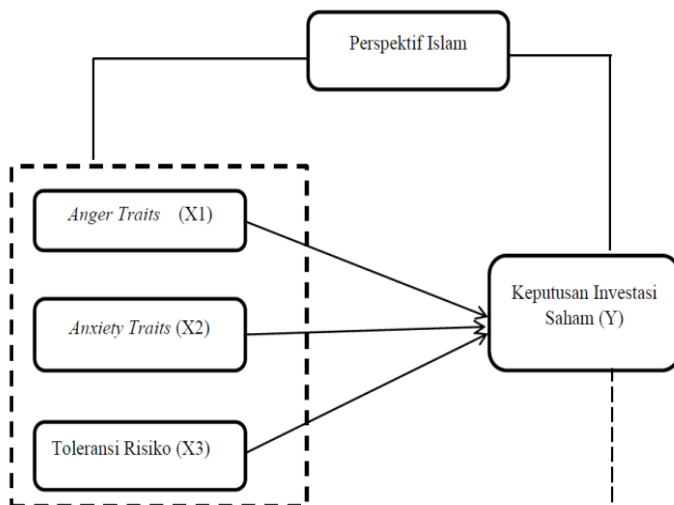 Perspektif Islam
Anger Traits (X1)
Anxiety Traits (X2)
Toleransi Risiko (X3)
Keputusan Investasi
Saham (Y)